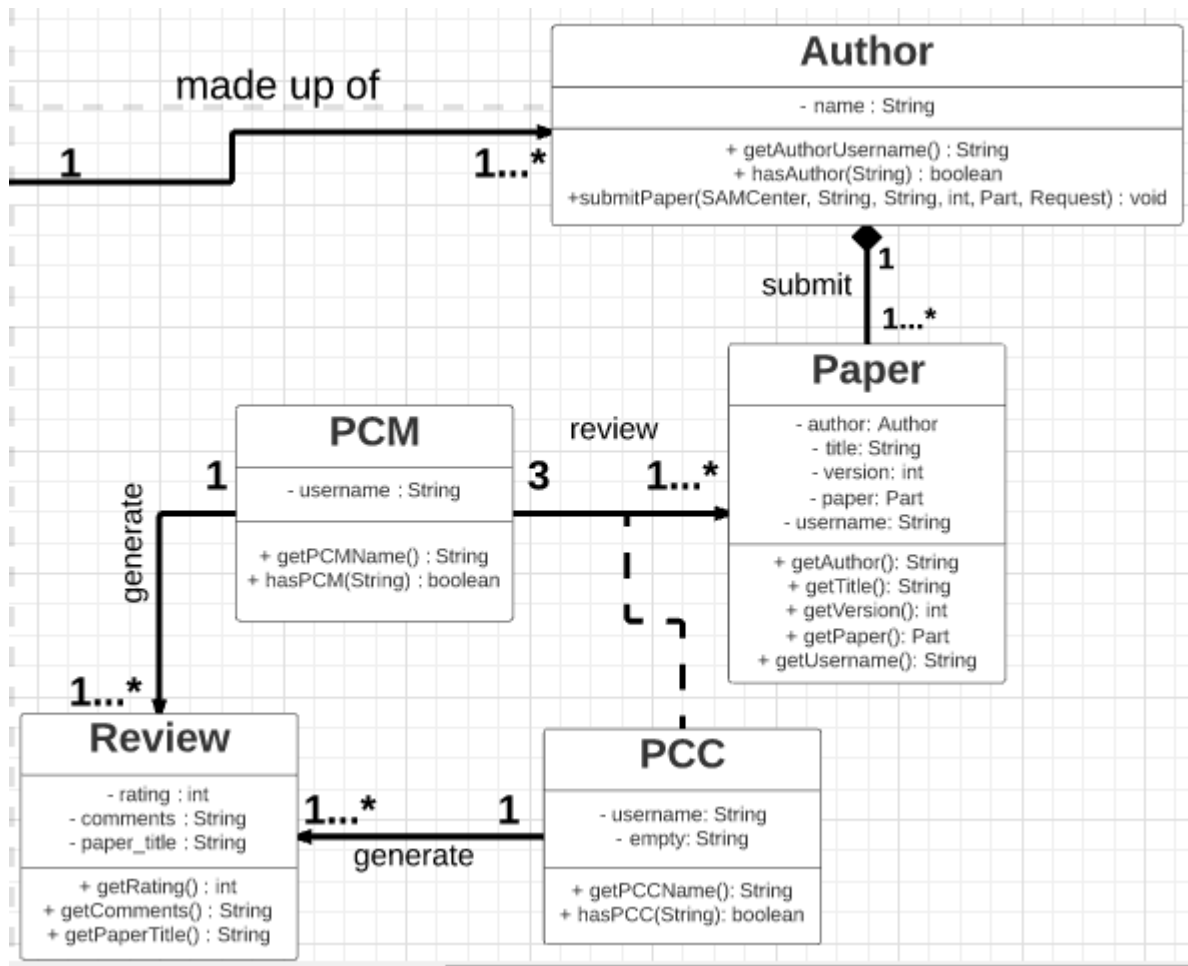 Author
made up of
- name : String
1
1...*
+ getAuthorUsername() : String
+ hasAuthor(String) : boolean
+submitPaper(SAMCenter, String, String, int, Part, Request) : void
1
submit
1...*
Paper
- author: Author
- title: String
- version: int
- paper: Part
- username: String
+ getAuthor(): String
+ getTitle(): String
+ getVersion(): int
+ getPaper(): Part
+ getUsername(): String
PCM
- username : String
+ getPCMName() : String
+ hasPCM(String) : boolean
review
3
1...*
1
generate
1...*
Review
- rating : int
- comments : String
- paper_title : String
+ getRating() : int
+ getComments() : String
+ getPaperTitle() : String
1...*
1
generate
PCC
- username: String
- empty: String
+ getPCCName(): String
+ hasPCC(String): boolean